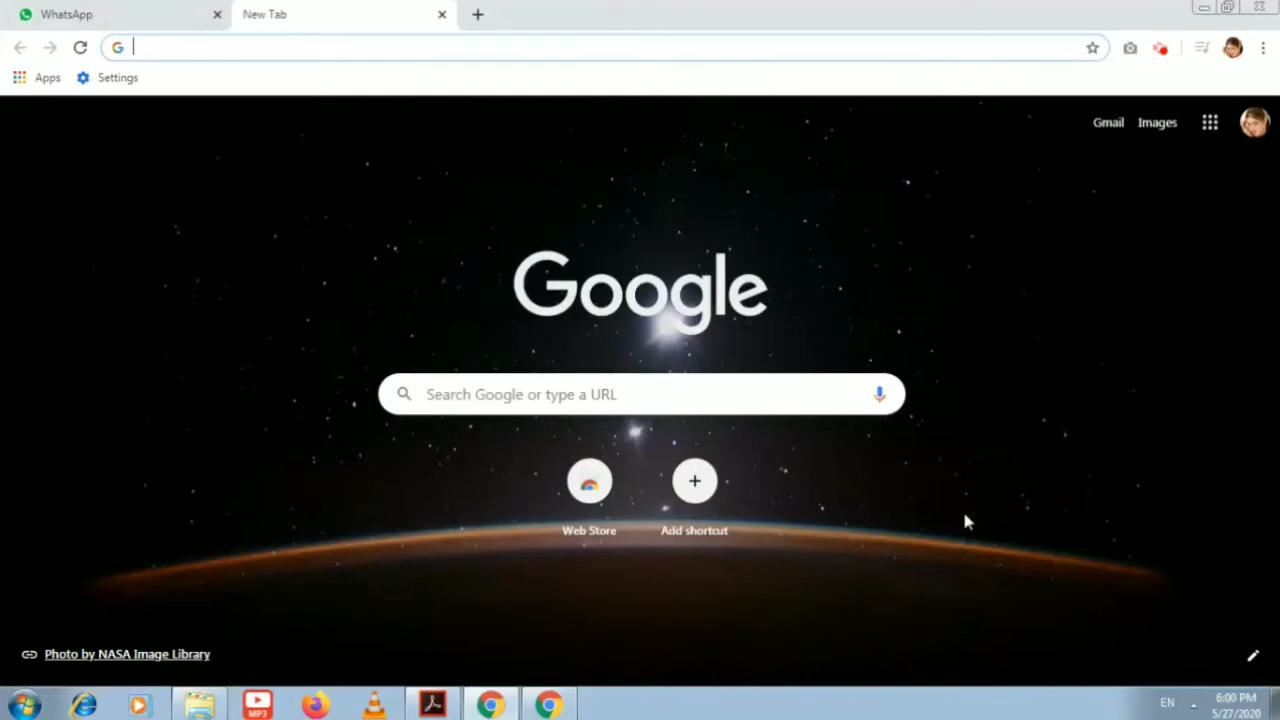 WhatsApp
New Tab
Apps
Settings
Gmail
Images
Google
Search Google or type a URL
Web Store
Add shortcut
Photo by NASA Image Library
MP3
EN
6:00 PM
5/27/2020